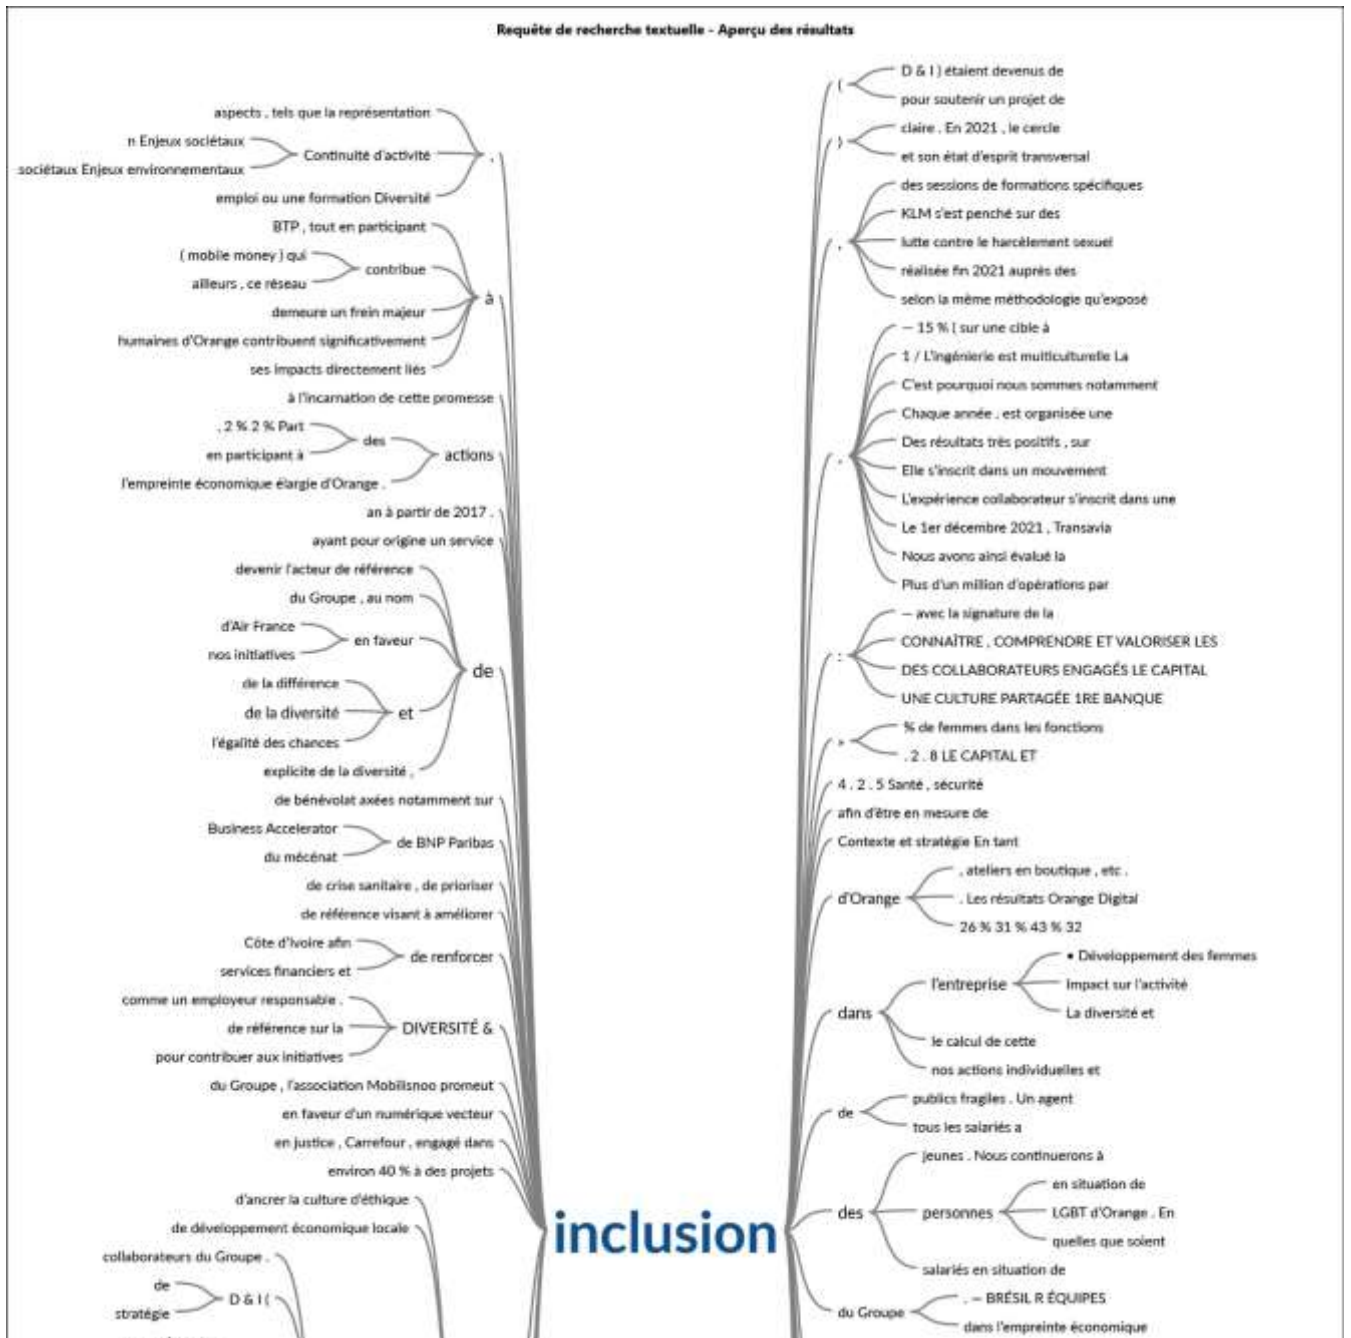 Requête de recherche textuelle - Aperçu des résultats
aspects , tels que la représentation
n Enjeux sociétaux
Continuité d'activité
sociétaux Enjeux environnementaux
emploi ou une formation Diversité
,
BTP , tout en participant
( mobile money ) qui
contribue
ailleurs , ce réseau
à
demeure un frein majeur
humaines d'Orange contribuent significativement
ses impacts directement liés
à l'incarnation de cette promesse
, 2 % 2 % Part
des
en participant à
actions
l'empreinte économique élargie d'Orange .
an à partir de 2017 .
ayant pour origine un service
devenir l'acteur de référence
du Groupe , au nom
d'Air France
en faveur
nos initiatives
de
de la différence
de la diversité
et
l'égalité des chances
explicite de la diversité ,
de bénévolat axées notamment sur
Business Accelerator
de BNP Paribas
du mécénat
de crise sanitaire , de prioriser
de référence visant à améliorer
Côte d'Ivoire afin
de renforcer
services financiers et
comme un employeur responsable .
de référence sur la
DIVERSITÉ &
pour contribuer aux initiatives
du Groupe , l'association Mobilisnoo promeut
en faveur d'un numérique vecteur
en justice , Carrefour , engagé dans
environ 40 % à des projets
d'ancrer la culture d'éthique
de développement économique locale
collaborateurs du Groupe .
de
D & I (
stratégie
inclusion
(
D & I ) étaient devenus de
pour soutenir un projet de
)
claire . En 2021 , le cercle
et son état d'esprit transversal
,
des sessions de formations spécifiques
KLM s'est penché sur des
lutte contre le harcèlement sexuel
réalisée fin 2021 auprès des
selon la même méthodologie qu'exposé
.
— 15 % ( sur une cible à
1 / L'ingénierie est multiculturelle La
C'est pourquoi nous sommes notamment
Chaque année , est organisée une
Des résultats très positifs , sur
Elle s'inscrit dans un mouvement
L'expérience collaborateur s'inscrit dans une
Le 1er décembre 2021 , Transavia
Nous avons ainsi évalué la
Plus d'un million d'opérations par
:
— avec la signature de la
CONNAÎTRE , COMPRENDRE ET VALORISER LES
DES COLLABORATEURS ENGAGÉS LE CAPITAL
UNE CULTURE PARTAGÉE 1RE BANQUE
»
% de femmes dans les fonctions
. 2 . 8 LE CAPITAL ET
4 . 2 . 5 Santé , sécurité
afin d'être en mesure de
Contexte et stratégie En tant
d'Orange
, ateliers en boutique , etc .
. Les résultats Orange Digital
26 % 31 % 43 % 32
dans
l'entreprise
• Développement des femmes
Impact sur l'activité
La diversité et
le calcul de cette
nos actions individuelles et
de
publics fragiles . Un agent
tous les salariés a
des
jeunes . Nous continuerons à
personnes
en situation de
LGBT d'Orange . En
quelles que soient
salariés en situation de
du Groupe
. — BRÉSIL R ÉQUIPES
dans l'empreinte économique